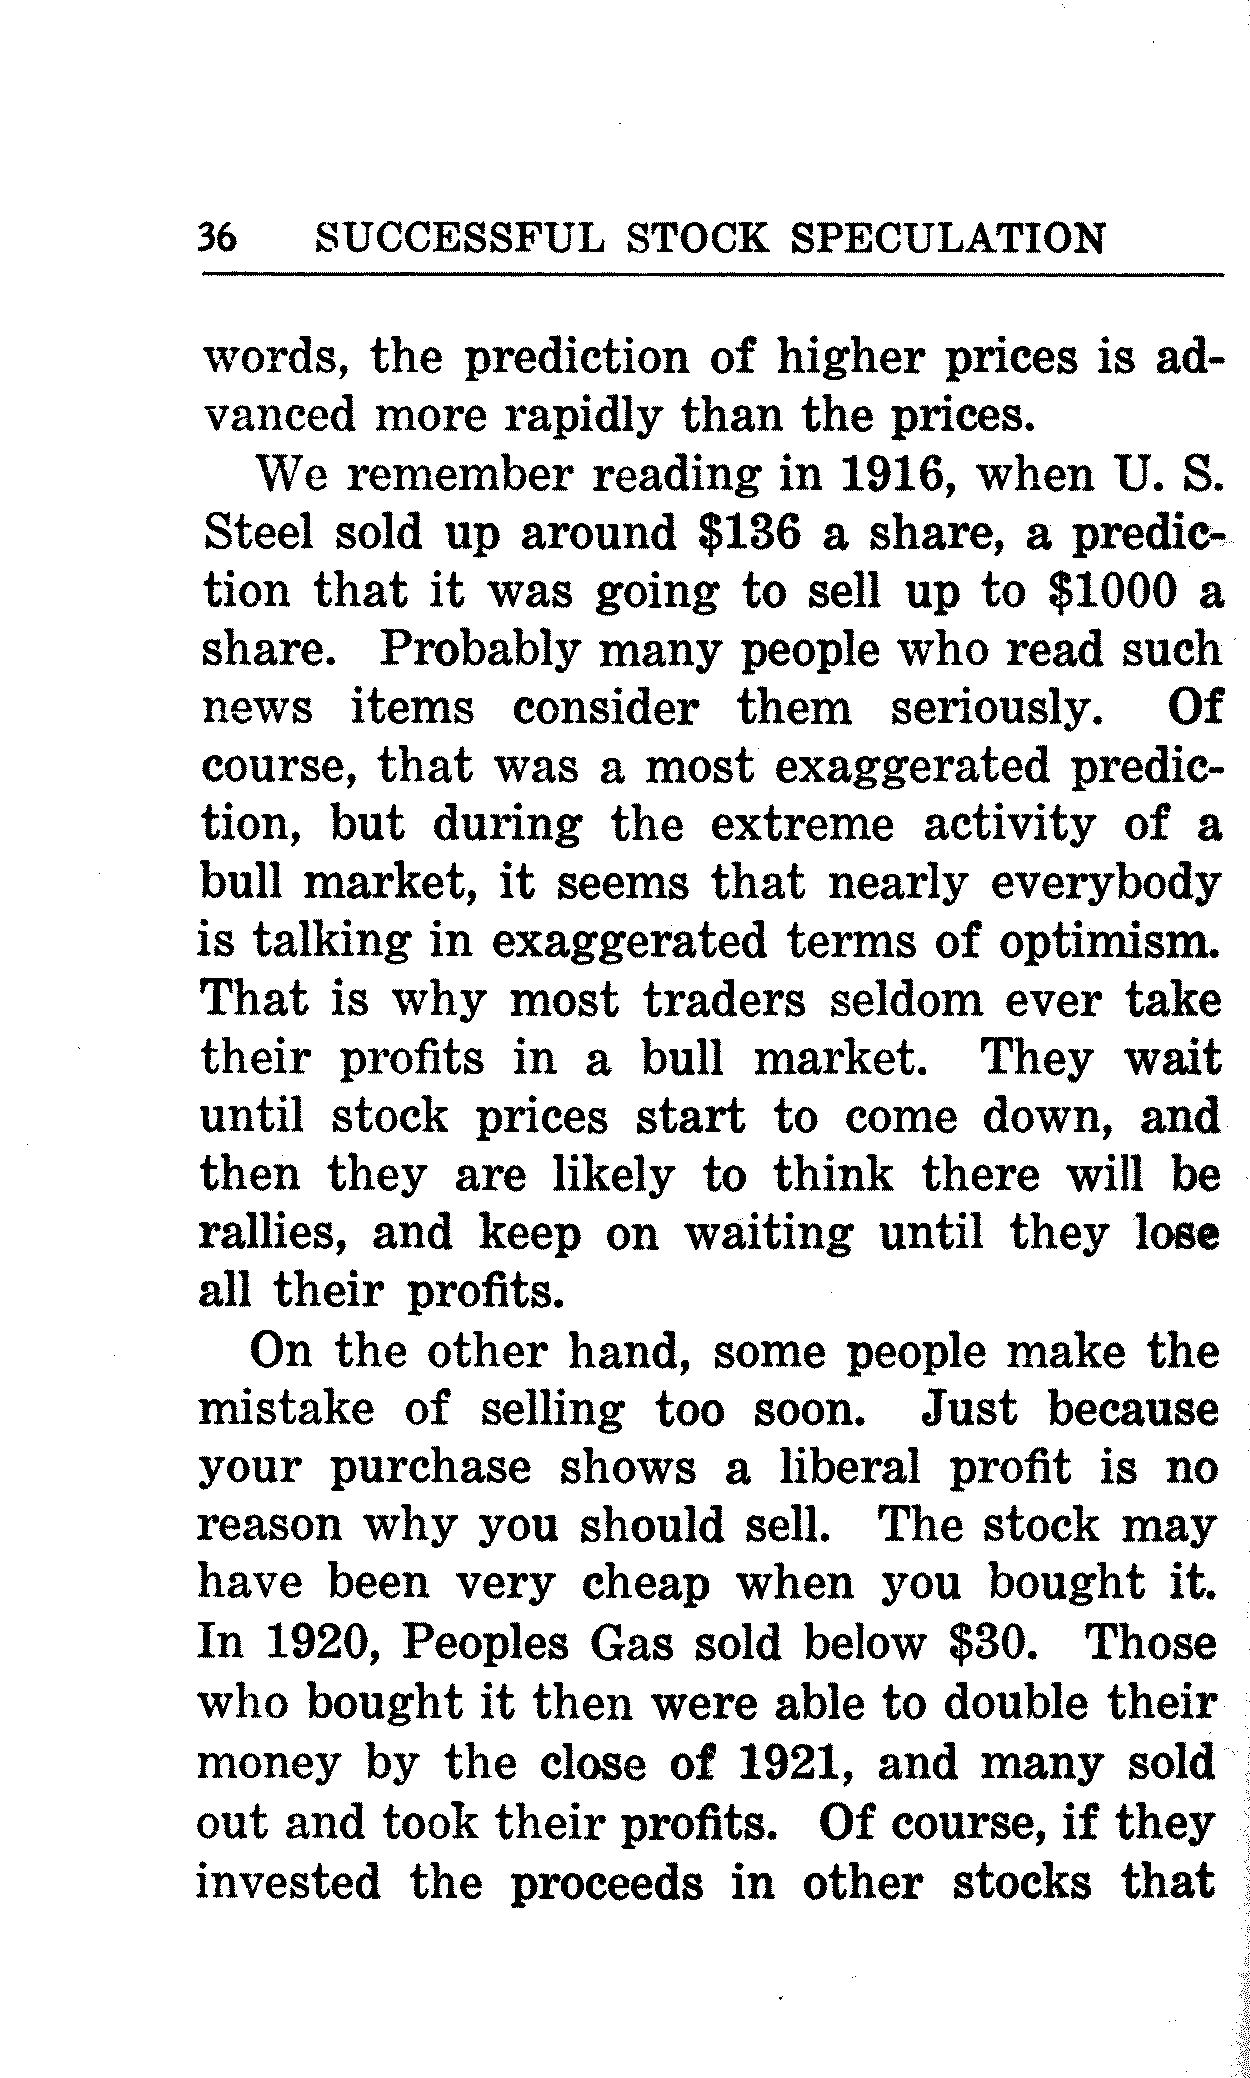 36 SUCCESSFUL STOCK SPECULATION
words, the prediction of higher prices is ad-
vanced more rapidly than the prices.
We remember reading in 1916, when U. S.
Steel sold up around $136 a share, a predic-
tion that it was going to sell up to $1000 a
share. Probably many people who read such
news items consider them seriously. Of
course, that was a most exaggerated predic-
tion, but during the extreme activity of a
bull market, it seems that nearly everybody
is talking in exaggerated terms of optimism.
That is why most traders seldom ever take
their profits in a bull market. They wait
until stock prices start to come down, and
then they are likely to think there will be
rallies, and keep on waiting until they lose
all their profits.
On the other hand, some people make the
mistake of selling too soon. Just because
your purchase shows a liberal profit is no
reason why you should sell. The stock may
have been very cheap when you bought it.
In 1920, Peoples Gas sold below $30. Those
who bought it then were able to double their
money by the close of 1921, and many sold
out and took their profits. Of course, if they
invested the proceeds in other stocks that